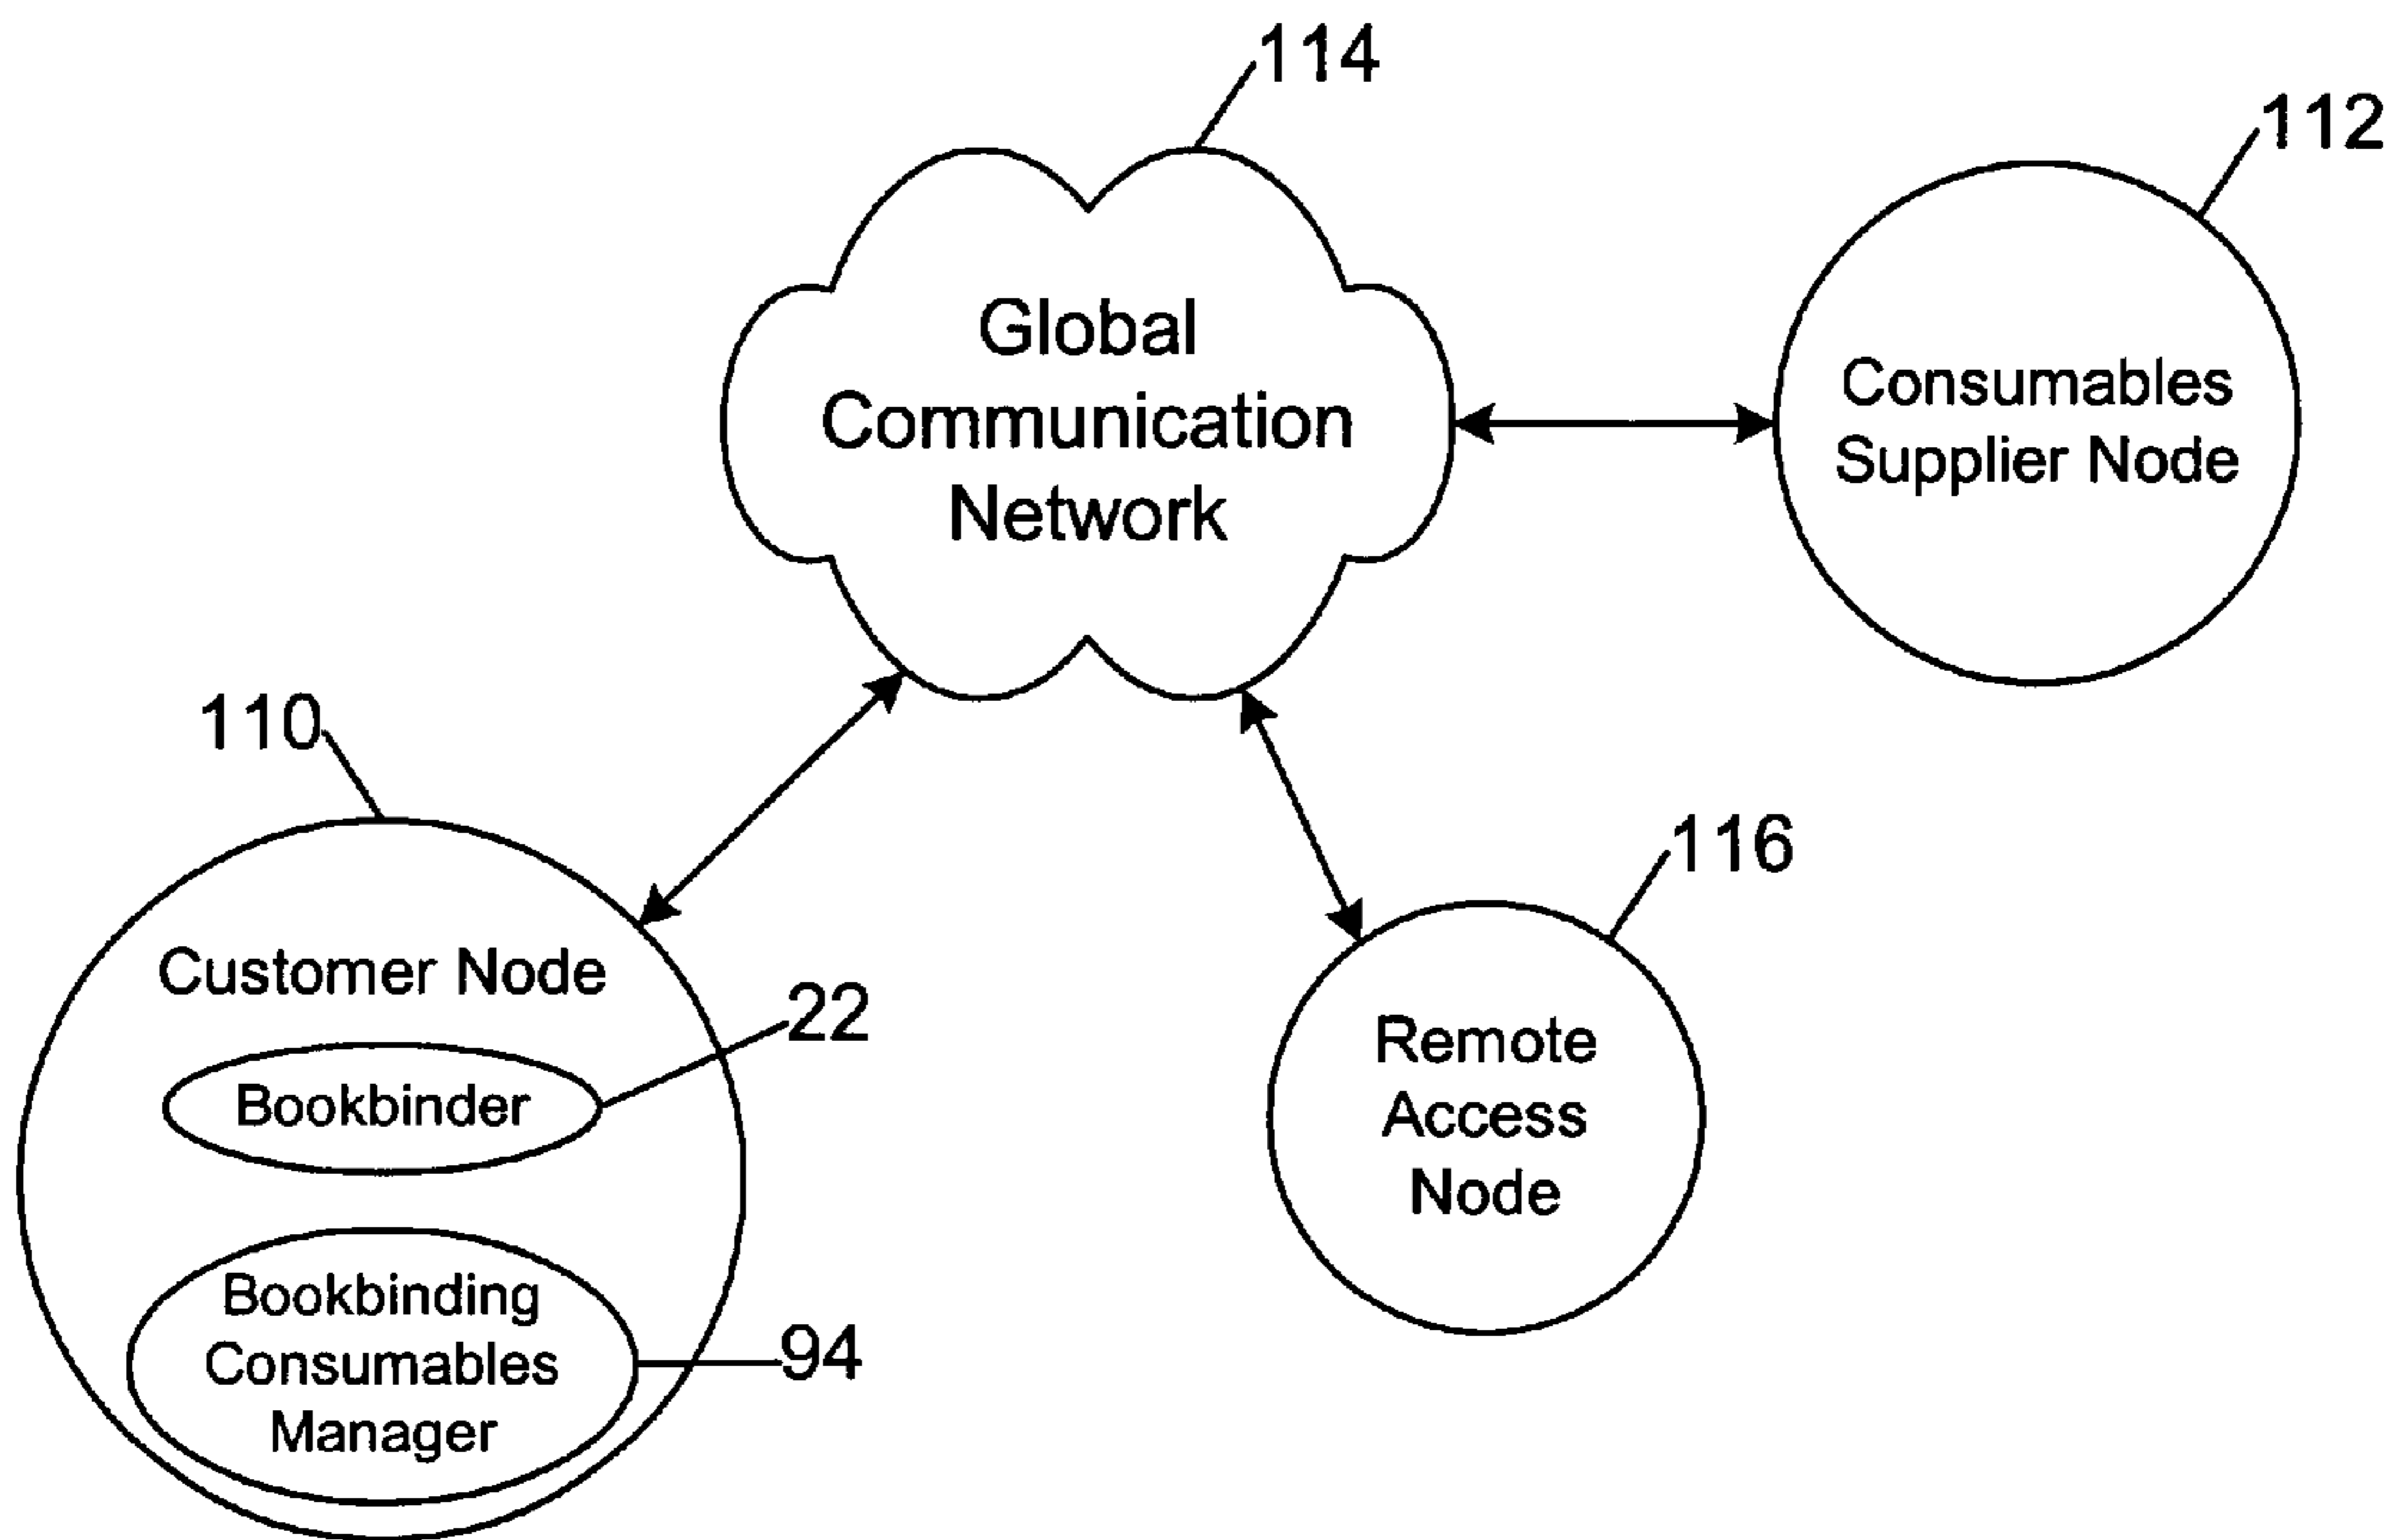 114
112
Global
Communication
Network
Consumables
Supplier Node
110
116
Customer Node
22
Bookbinder
Remote
Access
Node
Bookbinding
Consumables
Manager
94